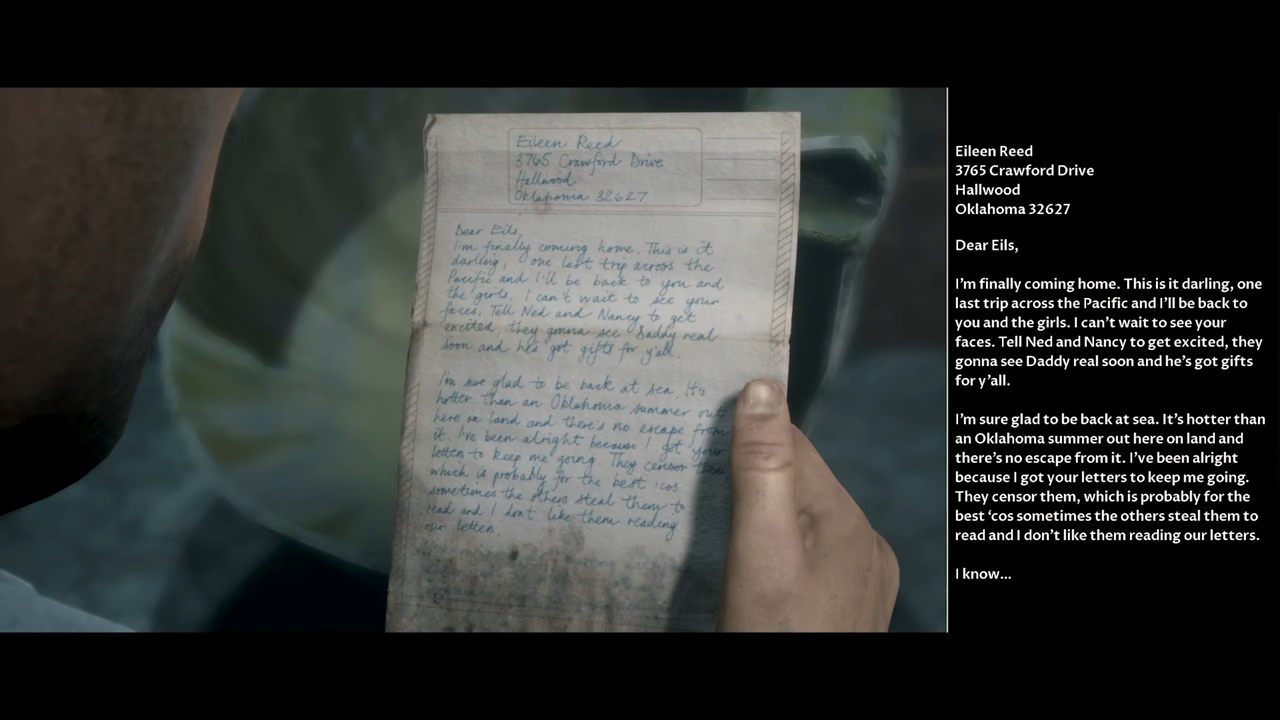 Eileen Reed
3765 Crawford Drive
Hallwood
Oklahoma 32627
Dear Eils,
I'm finally coming home. This is it
darling, one last trip across the
Pacific and I'll be back to you and
the girls. I can't wait to see your
faces. Tell Ned and Nancy to get
excited, they gonna see Daddy real
soon and he's got gifts for y'all.
I'm sure glad to be back at sea. It's
hotter than an Oklahoma summer out
here on land and there's no escape from
it. I've been alright because I got your
letters to keep me going. They censor them
which is probably for the best 'cos
sometimes the others steal them to
read and I don't like them reading
our letters.
Eileen Reed
3765 Crawford Drive
Hallwood
Oklahoma 32627
Dear Eils,
I'm finally coming home. This is it darling, one
last trip across the Pacific and I'll be back to
you and the girls. I can't wait to see your
faces. Tell Ned and Nancy to get excited, they
gonna see Daddy real soon and he's got gifts
for y'all.
I'm sure glad to be back at sea. It's hotter than
an Oklahoma summer out here on land and
there's no escape from it. I've been alright
because I got your letters to keep me going.
They censor them, which is probably for the
best 'cos sometimes the others steal them to
read and I don't like them reading our letters.
I know...